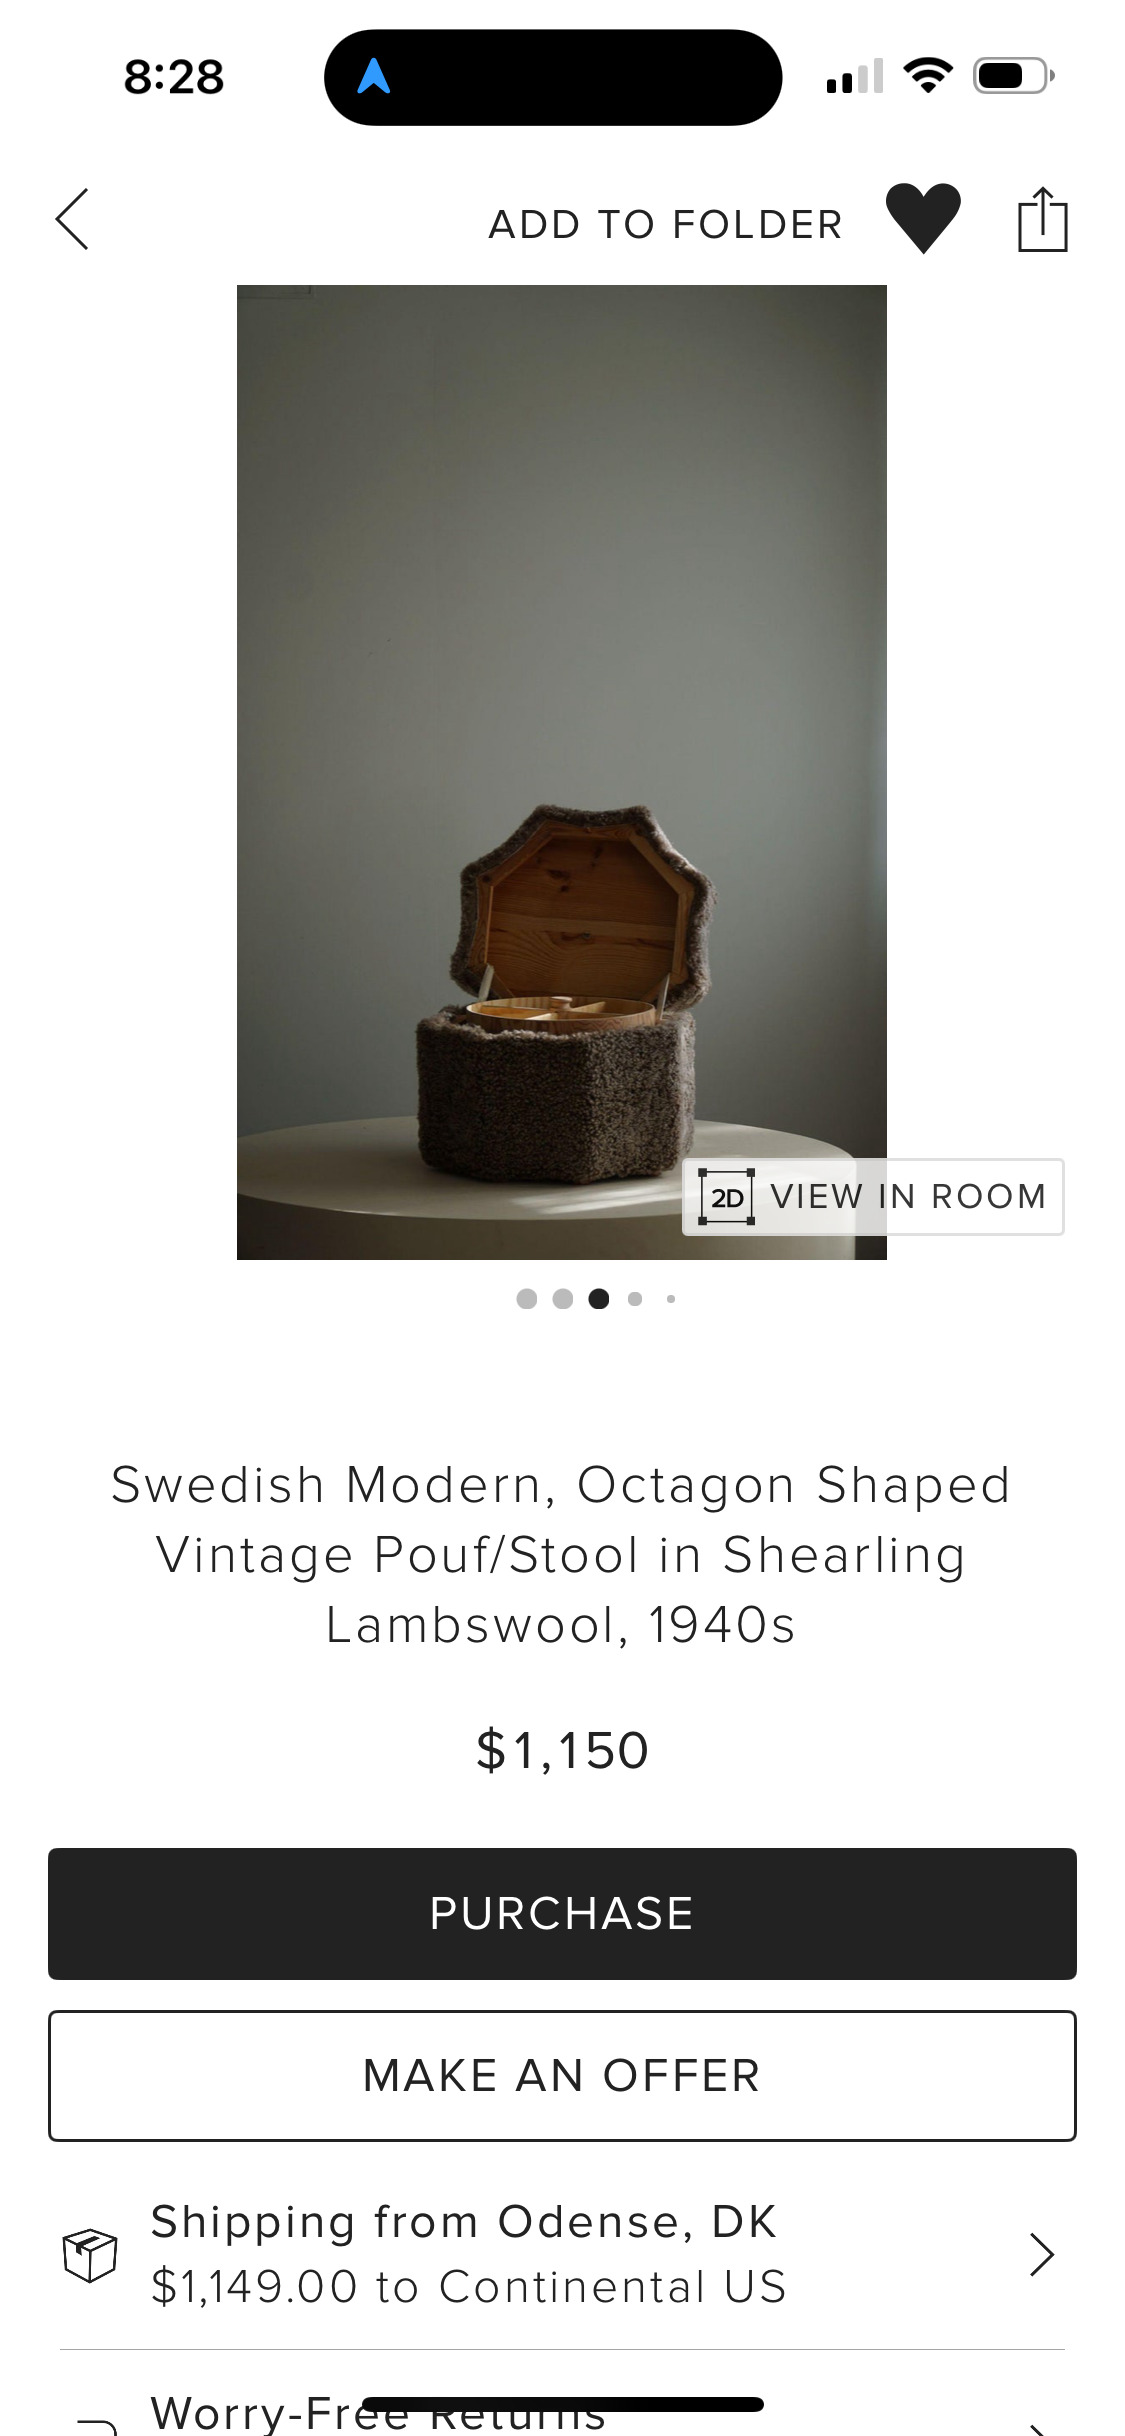 8:28
ADD TO FOLDER
2D VIEW IN ROOM
Swedish Modern, Octagon Shaped
Vintage Pouf/Stool in Shearling
Lambswool, 1940s
$1,150
PURCHASE
MAKE AN OFFER
Shipping from Odense, DK
$1,149.00 to Continental US
Worry-Free Returns